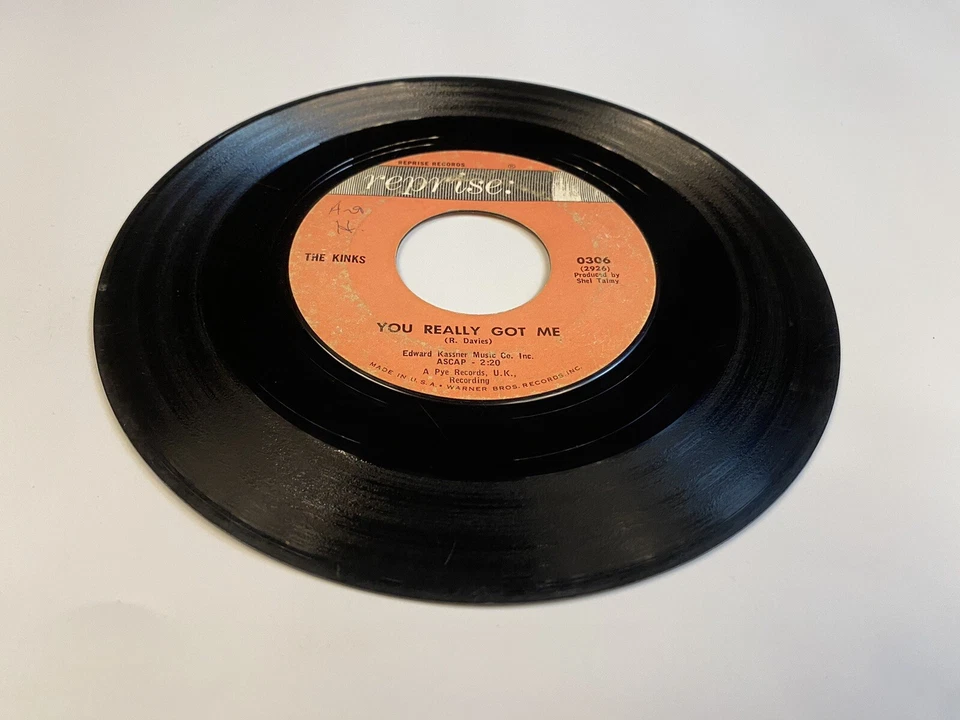 REPRISE RECORDS
reprise:
THE KINKS
0306
(2926)
Produced by
Shel Talmy
YOU REALLY GOT ME
(R. Davies)
Edward Kassner Music Co. Inc.
ASCAP - 2:20
A Pye Records, U.K.,
Recording
MADE IN U.S.A. • WARNER BROS. RECORDS, INC.